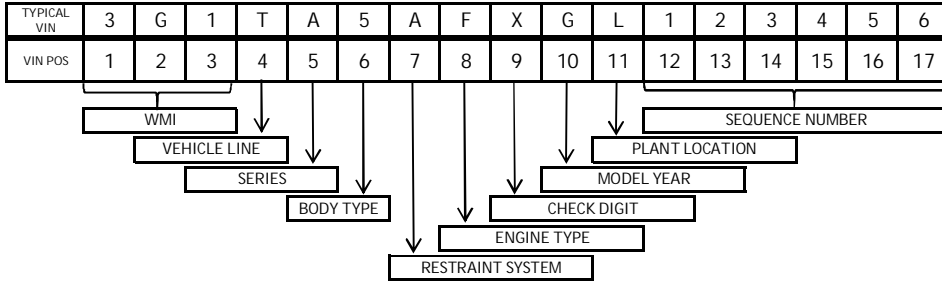 TYPICAL VIN 3 G 1 T A 5 A F X G L 1 2 3 4 5 6
VIN POS 1 2 3 4 5 6 7 8 9 10 11 12 13 14 15 16 17
WMI SEQUENCE NUMBER
VEHICLE LINE PLANT LOCATION
SERIES MODEL YEAR
BODY TYPE CHECK DIGIT
ENGINE TYPE
RESTRAINT SYSTEM